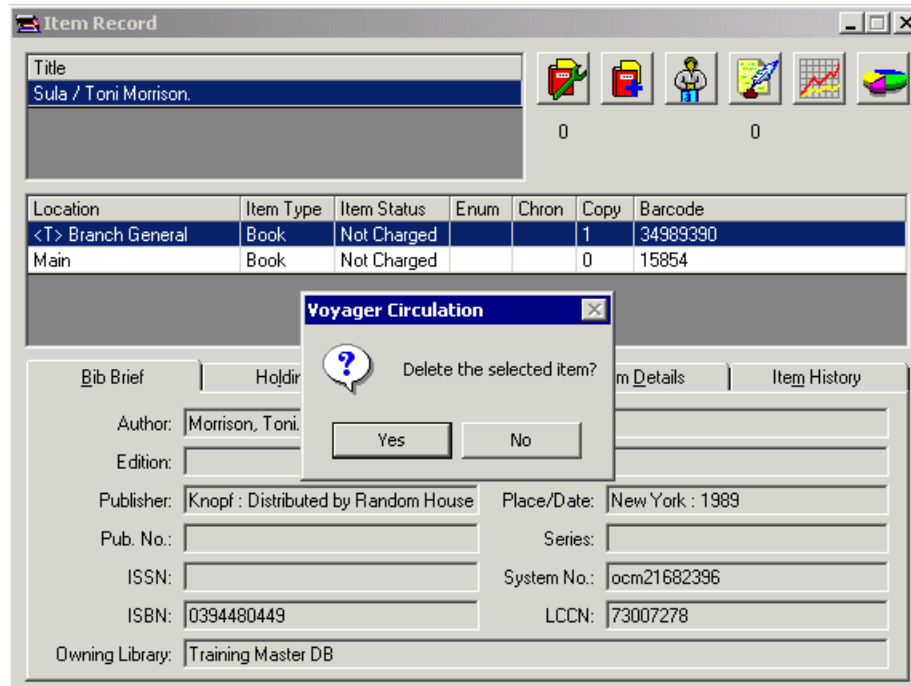 Item Record
Title
Sula / Toni Morrison.
0 0
Location Item Type Item Status Enum Chron Copy Barcode
<T> Branch General Book Not Charged 1 34989390
Main Book Not Charged 0 15854
Voyager Circulation
Delete the selected item?
Yes No
Bib Brief Holdin m Details Item History
Author: Morrison, Toni.
Edition:
Publisher: Knopf : Distributed by Random House Place/Date: New York : 1989
Pub. No.: Series:
ISSN: System No.: ocm21682396
ISBN: 0394480449 LCCN: 73007278
Owning Library: Training Master DB